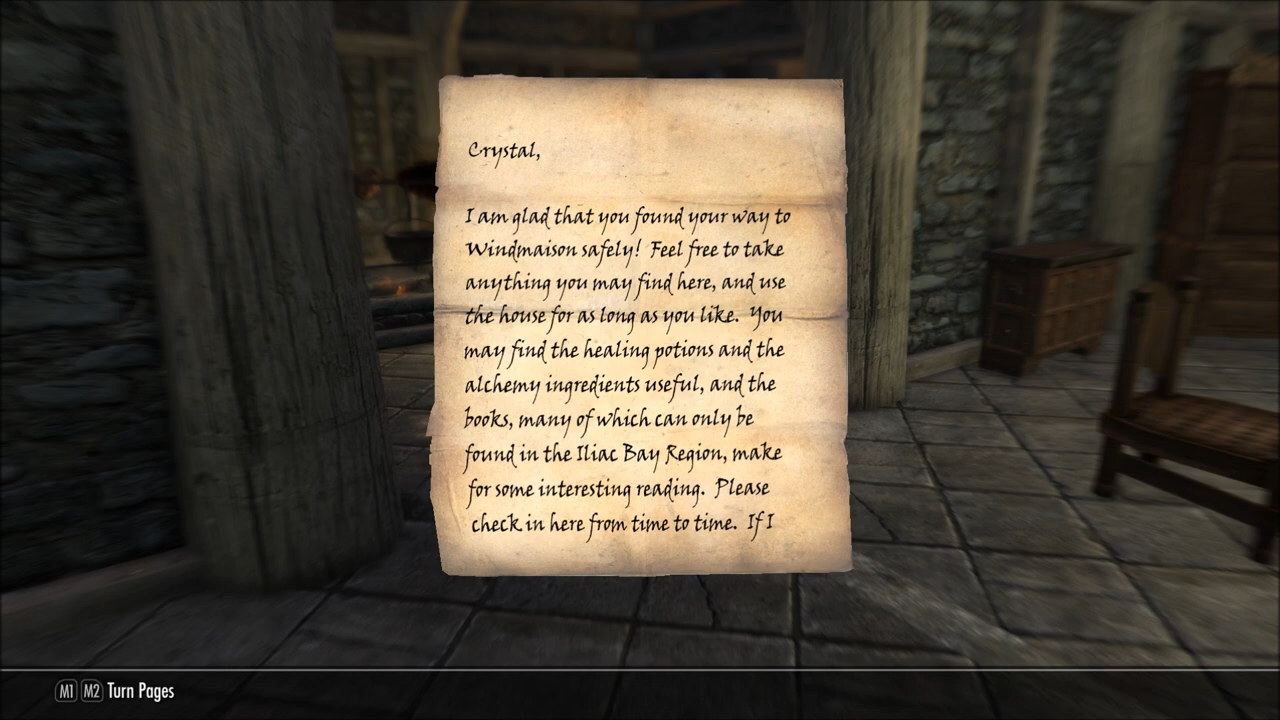 Crystal,
I am glad that you found your way to
Windmaison safely! Feel free to take
anything you may find here, and use
the house for as long as you like. You
may find the healing potions and the
alchemy ingredients useful, and the
books, many of which can only be
found in the Iliac Bay Region, make
for some interesting reading. Please
check in here from time to time. If I
M1 M2 Turn Pages